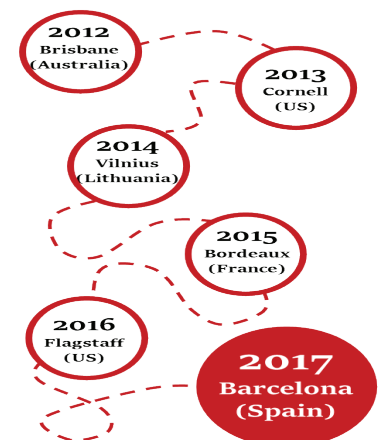 2012
Brisbane
(Australia)
2013
Cornell
(US)
2014
Vilnius
(Lithuania)
2015
Bordeaux
(France)
2016
Flagstaff
(US)
2017
Barcelona
(Spain)